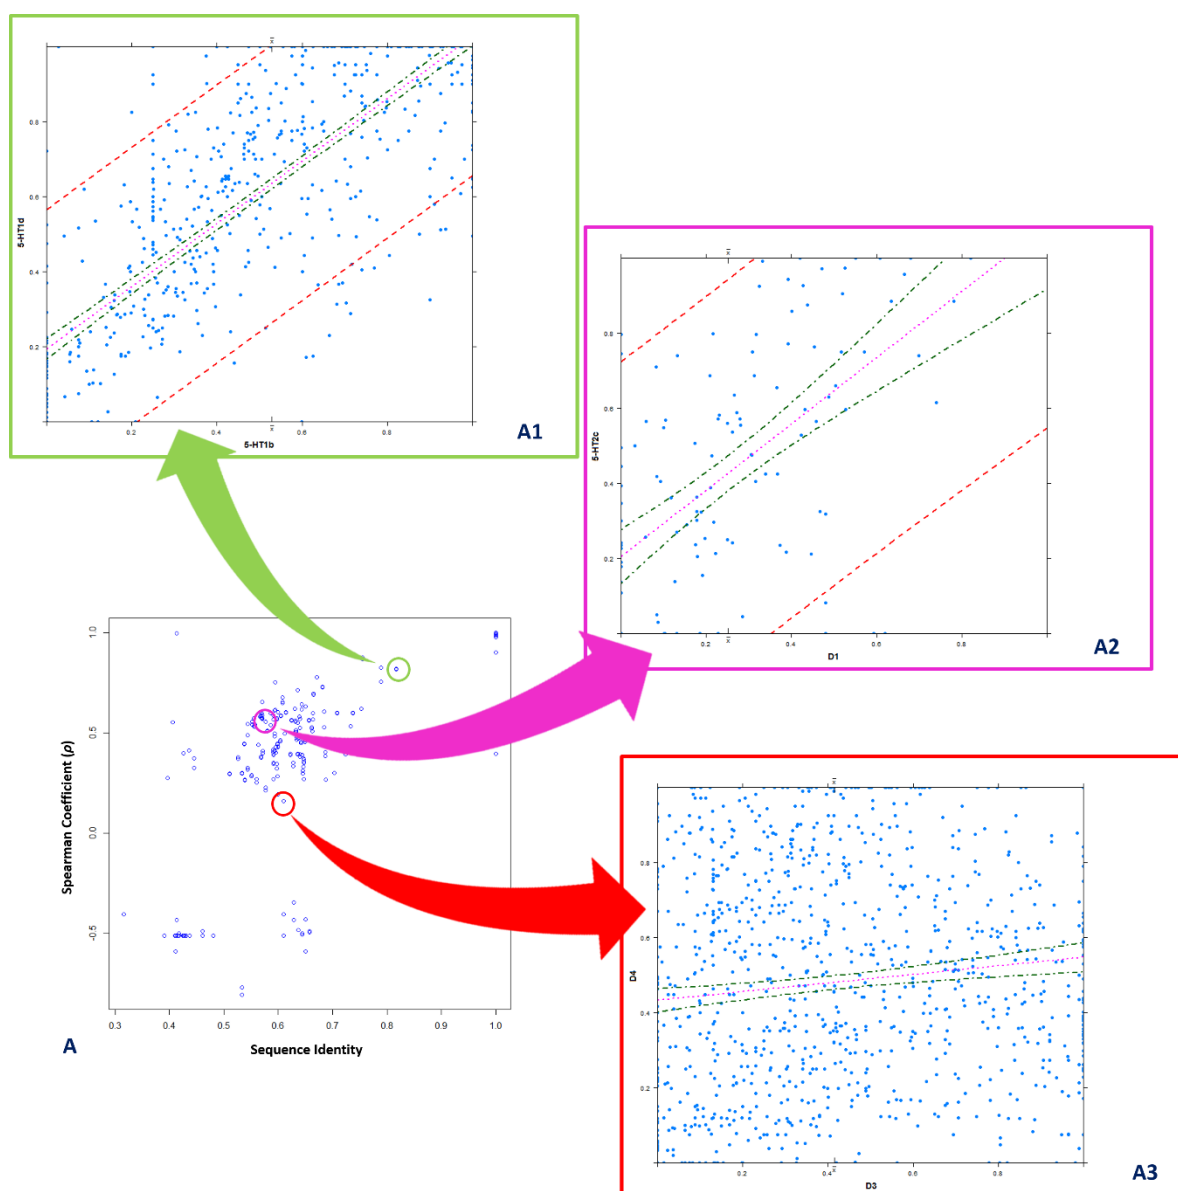 x̄
0.8
0.6
0.4
0.2
5-HT1d
0.2
0.4
x̄
0.6
0.8
5-HT1b
A1
x̄
0.8
0.6
0.4
0.2
5-HT2c
0.2
x̄
0.4
0.6
0.8
D1
A2
1.0
0.5
0.0
-0.5
Spearman Coefficient (ρ)
0.3
0.4
0.5
0.6
0.7
0.8
0.9
1.0
Sequence Identity
A
x̄
0.8
0.6
0.4
0.2
D4
0.2
0.4
x̄
0.6
0.8
D3
A3